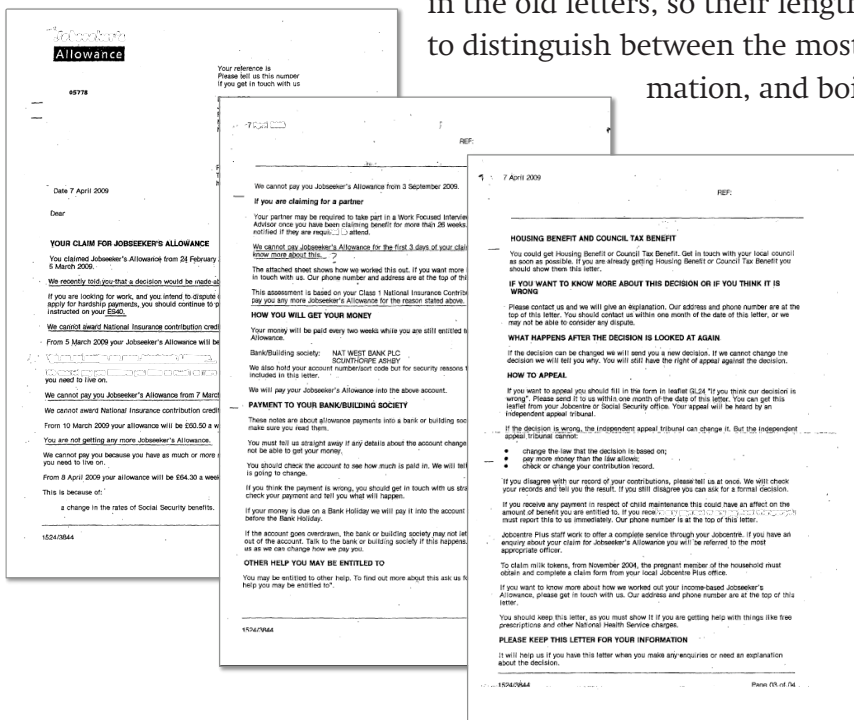 in the old letters, so their length
to distinguish between the most
mation, and boi
Jobseeker's
Allowance
05778
Your reference is
Please tell us this number
If you get in touch with us
Date 7 April 2009
Dear
YOUR CLAIM FOR JOBSEEKER'S ALLOWANCE
You claimed Jobseeker's Allowance from 24 February
5 March 2009.
We recently told you that a decision would be made ab
If you are looking for work, and you intend to dispute
apply for hardship payments, you should continue to
instructed on your ES40.
We cannot award National Insurance contribution credi
From 5 March 2009 your Jobseeker's Allowance will be
you need to live on.
We cannot pay you Jobseeker's Allowance from 7 March
We cannot award National Insurance contribution credit
From 10 March 2009 your allowance will be £60.50 a w
You are not getting any more Jobseeker's Allowance.
We cannot pay you because you have as much or more
you need to live on.
From 8 April 2009 your allowance will be £64.30 a week
This is because of:
a change in the rates of Social Security benefits.
1524/3844
REF:
We cannot pay you Jobseeker's Allowance from 3 September 2009.
If you are claiming for a partner
Your partner may be required to take part in a Work Focused Interview
Advisor once you have been claiming benefit for more than 26 weeks.
notified if they are attend.
We cannot pay Jobseeker's Allowance for the first 3 days of your clai
know more about this.
The attached sheet shows how we worked this out. If you want more
in touch with us. Our phone number and address are at the top of thi
This assessment is based on your Class 1 National Insurance Contribu
pay you any more Jobseeker's Allowance for the reason stated above.
HOW YOU WILL GET YOUR MONEY
Your money will be paid every two weeks while you are still entitled t
Allowance.
Bank/Building society: NAT WEST BANK PLC
SCUNTHORPE ASHBY
We also hold your account number/sort code but for security reasons t
included in this letter.
We will pay your Jobseeker's Allowance into the above account.
PAYMENT TO YOUR BANK/BUILDING SOCIETY
These notes are about allowance payments into a bank or building soc
make sure you read them.
You must tell us straight away if any details about the account change
not be able to get your money.
You should check the account to see how much is paid in. We will tell
is going to change.
If you think the payment is wrong, you should get in touch with us stra
check your payment and tell you what will happen.
If your money is due on a Bank Holiday we will pay it into the account
before the Bank Holiday.
If the account goes overdrawn, the bank or building society may not let
out of the account. Talk to the bank or building society if this happens.
us as we can change how we pay you.
OTHER HELP YOU MAY BE ENTITLED TO
You may be entitled to other help. To find out more about this ask us f
help you may be entitled to".
1524/3844
7 April 2009
REF:
HOUSING BENEFIT AND COUNCIL TAX BENEFIT
You could get Housing Benefit or Council Tax Benefit. Get in touch with your local council
as soon as possible. If you are already getting Housing Benefit or Council Tax Benefit you
should show them this letter.
IF YOU WANT TO KNOW MORE ABOUT THIS DECISION OR IF YOU THINK IT IS
WRONG
Please contact us and we will give an explanation. Our address and phone number are at the
top of this letter. You should contact us within one month of the date of this letter, or we
may not be able to consider any dispute.
WHAT HAPPENS AFTER THE DECISION IS LOOKED AT AGAIN
If the decision can be changed we will send you a new decision. If we cannot change the
decision we will tell you why. You will still have the right of appeal against the decision.
HOW TO APPEAL
If you want to appeal you should fill in the form in leaflet GL24 "If you think our decision is
wrong". Please send it to us within one month of the date of this letter. You can get this
leaflet from your Jobcentre or Social Security office. Your appeal will be heard by an
independent appeal tribunal.
If the decision is wrong, the independent appeal tribunal can change it. But the independent
appeal tribunal cannot:
• change the law that the decision is based on;
• pay more money than the law allows;
• check or change your contribution record.
If you disagree with our record of your contributions, please tell us at once. We will check
your records and tell you the result. If you still disagree you can ask for a formal decision.
If you receive any payment in respect of child maintenance this could have an affect on the
amount of benefit you are entitled to. If you
must report this to us immediately. Our phone number is at the top of this letter.
Jobcentre Plus staff work to offer a complete service through your Jobcentre. If you have an
enquiry about your claim for Jobseeker's Allowance you will be referred to the most
appropriate officer.
To claim milk tokens, from November 2004, the pregnant member of the household must
obtain and complete a claim form from your local Jobcentre Plus office.
If you want to know more about how we worked out your income-based Jobseeker's
Allowance, please get in touch with us. Our address and phone number are at the top of this
letter.
You should keep this letter, as you must show it if you are getting help with things like free
prescriptions and other National Health Service charges.
PLEASE KEEP THIS LETTER FOR YOUR INFORMATION
It will help us if you have this letter when you make any enquiries or need an explanation
about the decision.
1524/3844
Page 03 of 04